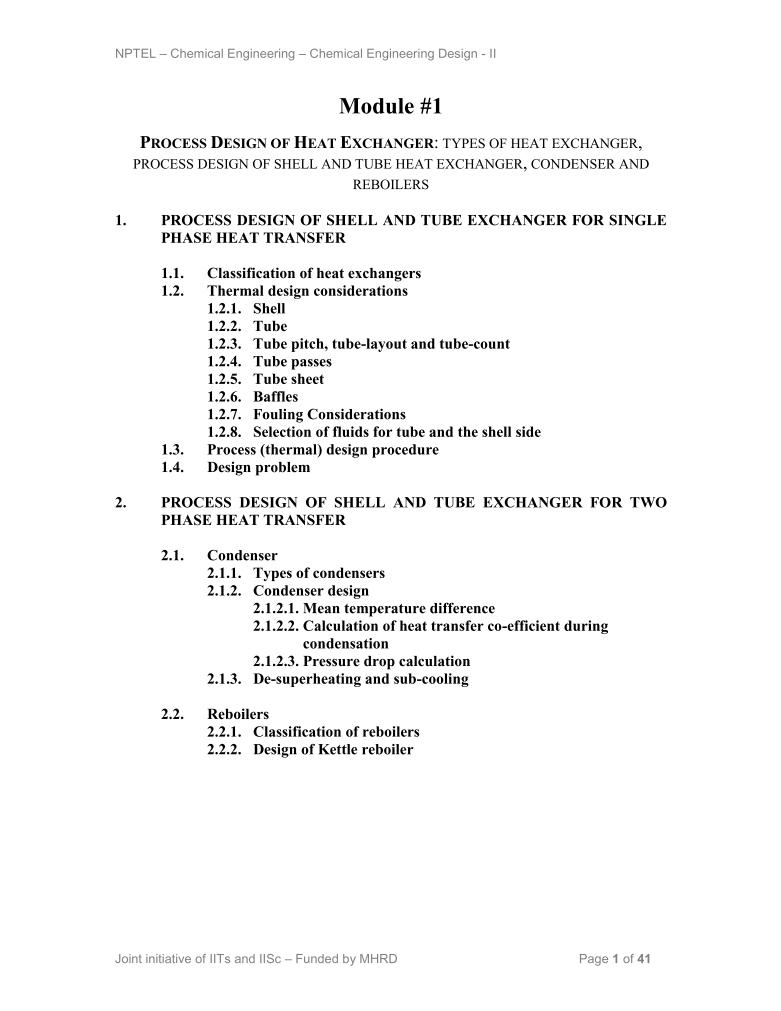 NPTEL – Chemical Engineering – Chemical Engineering Design - II
Module #1
PROCESS DESIGN OF HEAT EXCHANGER: TYPES OF HEAT EXCHANGER,
PROCESS DESIGN OF SHELL AND TUBE HEAT EXCHANGER, CONDENSER AND
REBOILERS
1. PROCESS DESIGN OF SHELL AND TUBE EXCHANGER FOR SINGLE
PHASE HEAT TRANSFER
1.1. Classification of heat exchangers
1.2. Thermal design considerations
1.2.1. Shell
1.2.2. Tube
1.2.3. Tube pitch, tube-layout and tube-count
1.2.4. Tube passes
1.2.5. Tube sheet
1.2.6. Baffles
1.2.7. Fouling Considerations
1.2.8. Selection of fluids for tube and the shell side
1.3. Process (thermal) design procedure
1.4. Design problem
2. PROCESS DESIGN OF SHELL AND TUBE EXCHANGER FOR TWO
PHASE HEAT TRANSFER
2.1. Condenser
2.1.1. Types of condensers
2.1.2. Condenser design
2.1.2.1. Mean temperature difference
2.1.2.2. Calculation of heat transfer co-efficient during
condensation
2.1.2.3. Pressure drop calculation
2.1.3. De-superheating and sub-cooling
2.2. Reboilers
2.2.1. Classification of reboilers
2.2.2. Design of Kettle reboiler
Joint initiative of IITs and IISc – Funded by MHRD Page 1 of 41